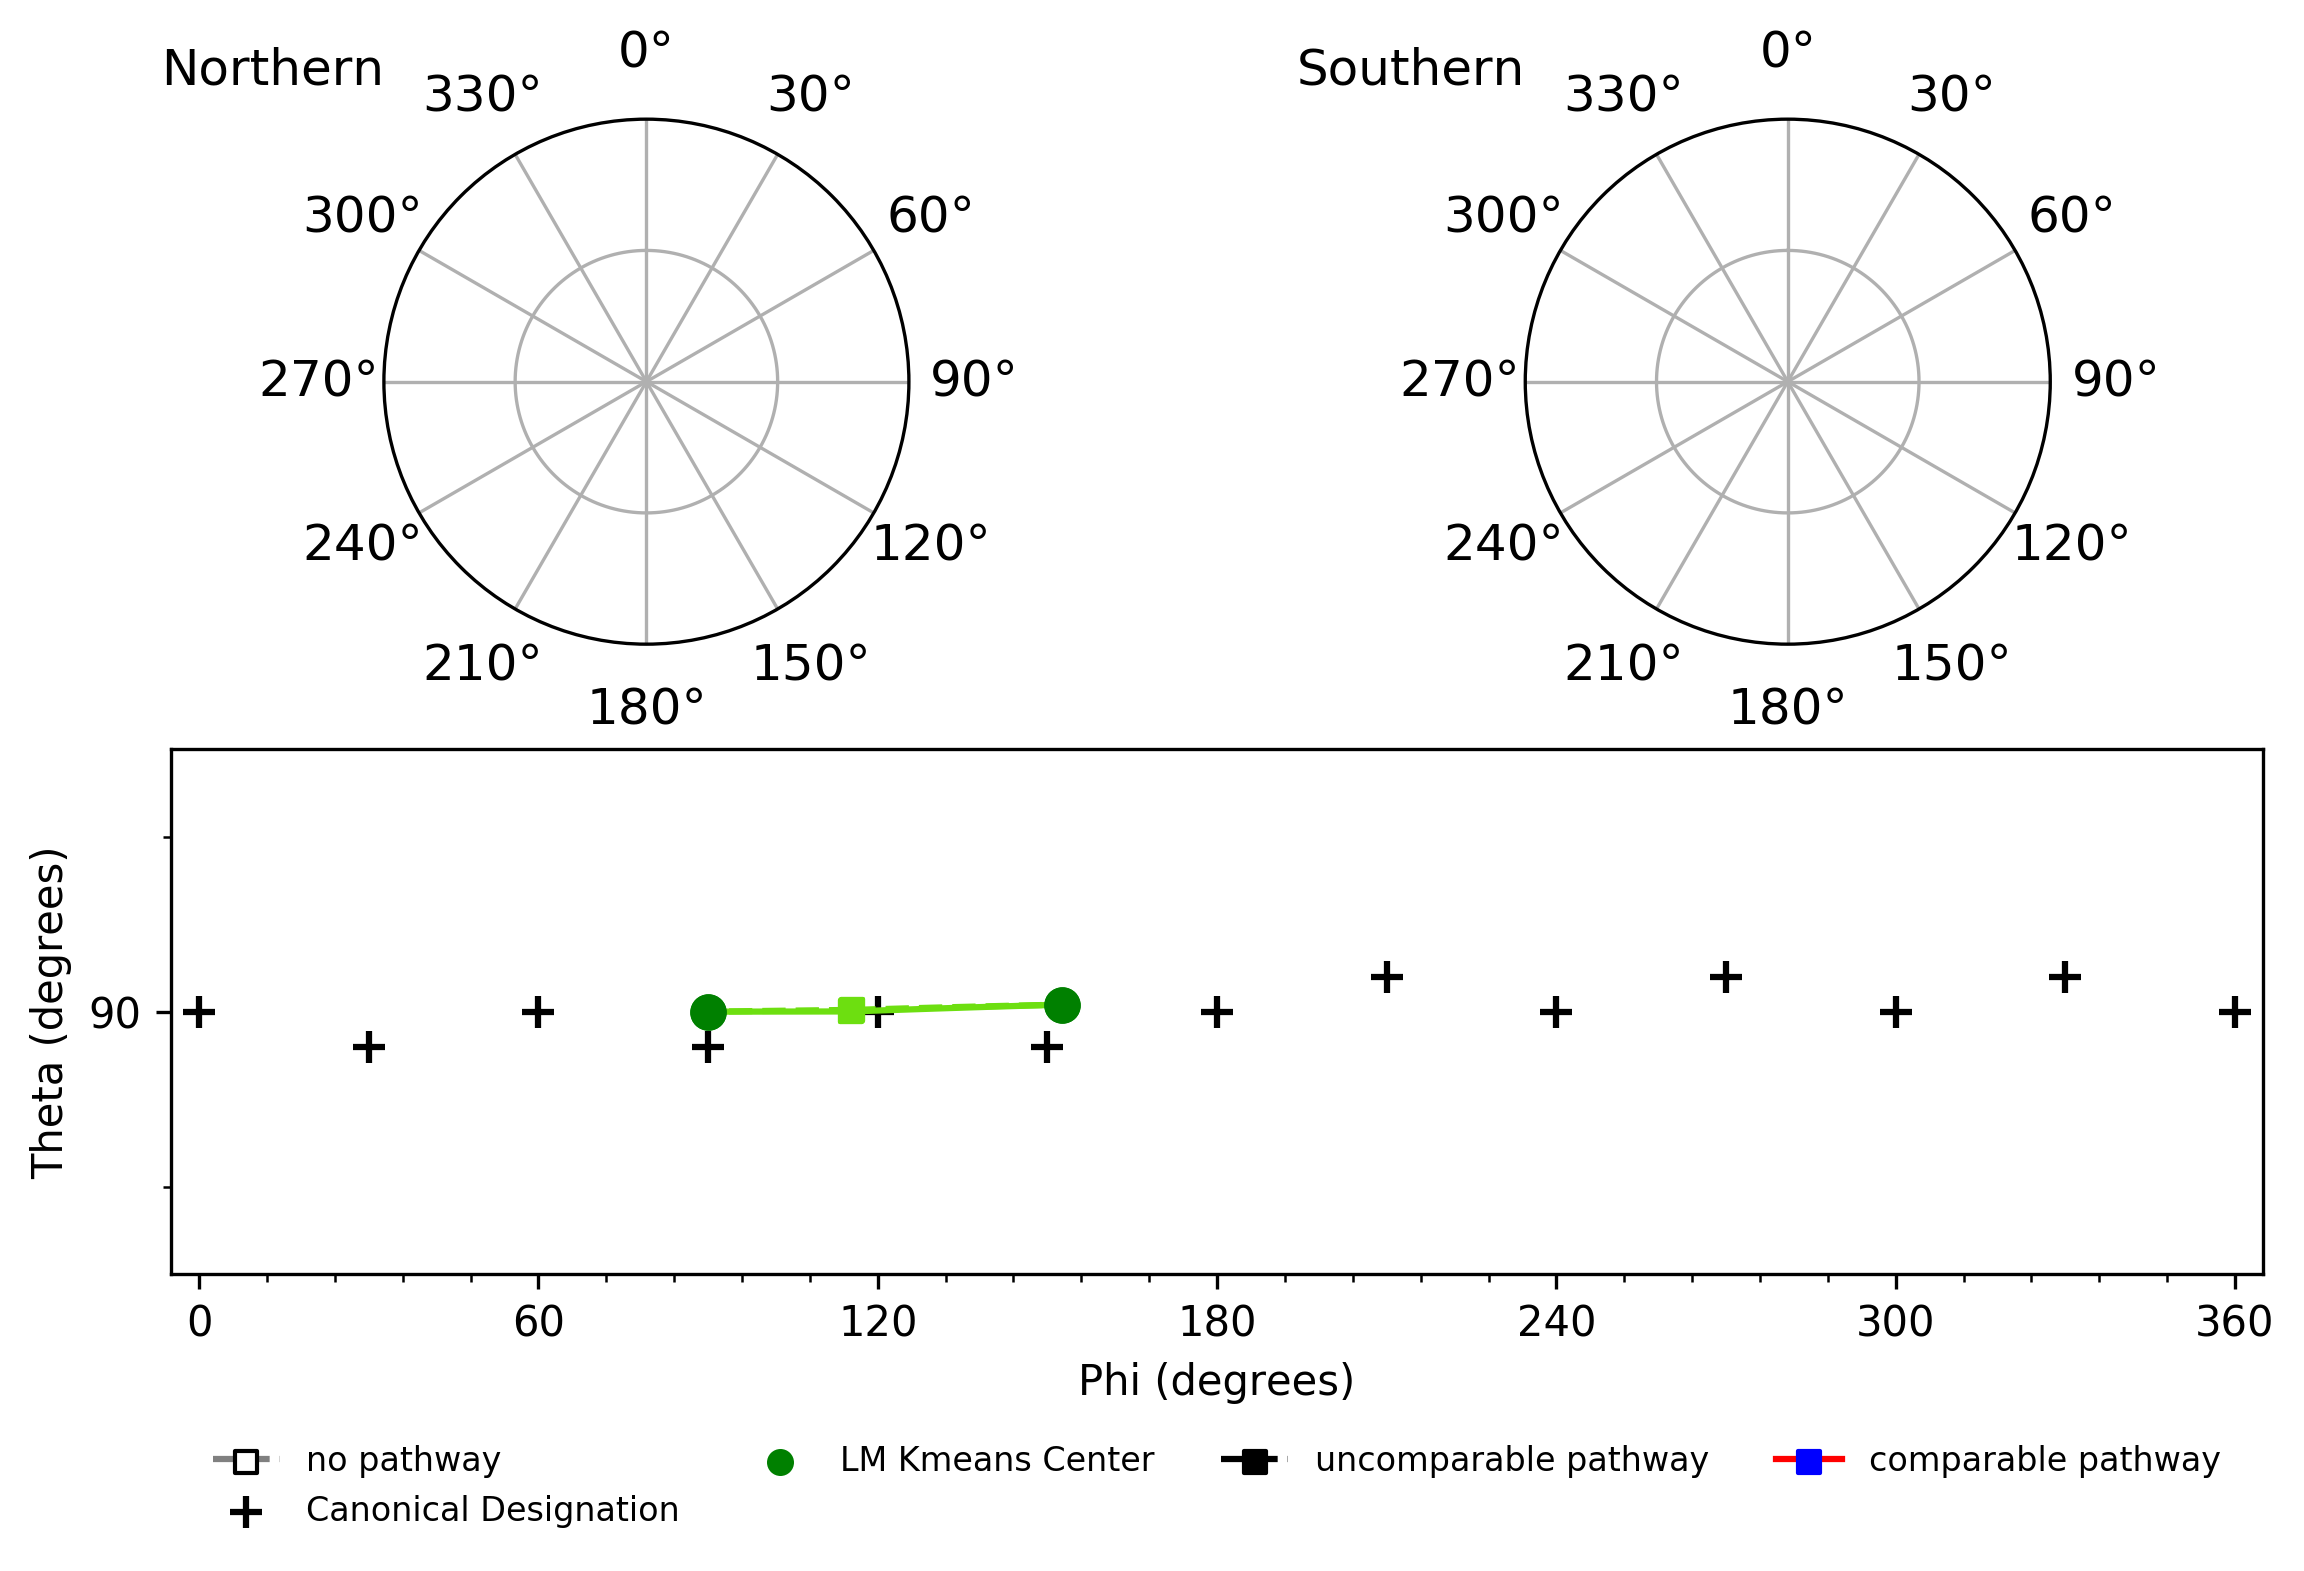 Northern
0°
30°
60°
90°
120°
150°
180°
210°
240°
270°
300°
330°
Southern
0°
30°
60°
90°
120°
150°
180°
210°
240°
270°
300°
330°
Theta (degrees)
90
0 60 120 180 240 300 360
Phi (degrees)
no pathway
Canonical Designation
LM Kmeans Center
uncomparable pathway
comparable pathway